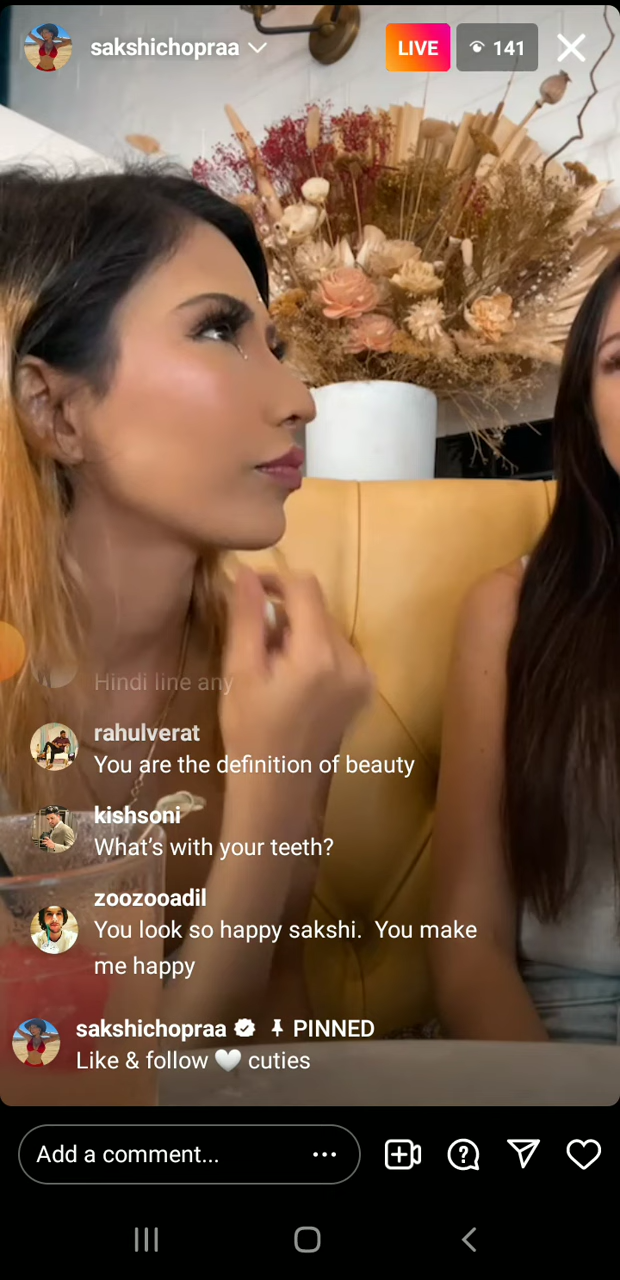 sakshichopraa
LIVE
141
Hindi line any
rahulverat
You are the definition of beauty
kishsoni
What's with your teeth?
zoozooadil
You look so happy sakshi. You make
me happy
sakshichopraa PINNED
Like & follow 🤍 cuties
Add a comment...